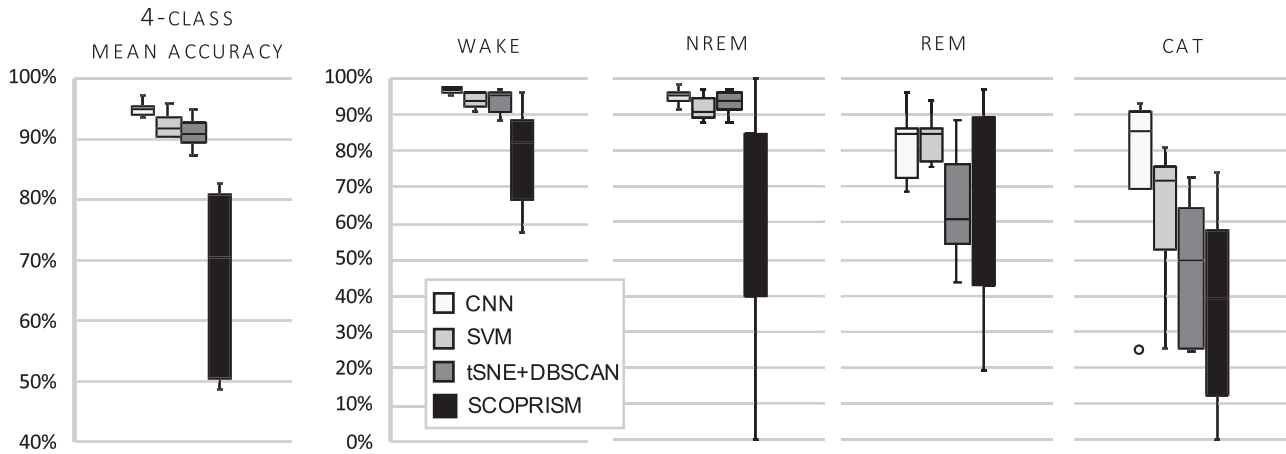 4-CLASS
MEAN ACCURACY
WAKE
NREM
REM
CAT
100%
90%
80%
70%
60%
50%
40%
100%
90%
80%
70%
60%
50%
40%
30%
20%
10%
0%
CNN
SVM
tSNE+DBSCAN
SCOPRISM